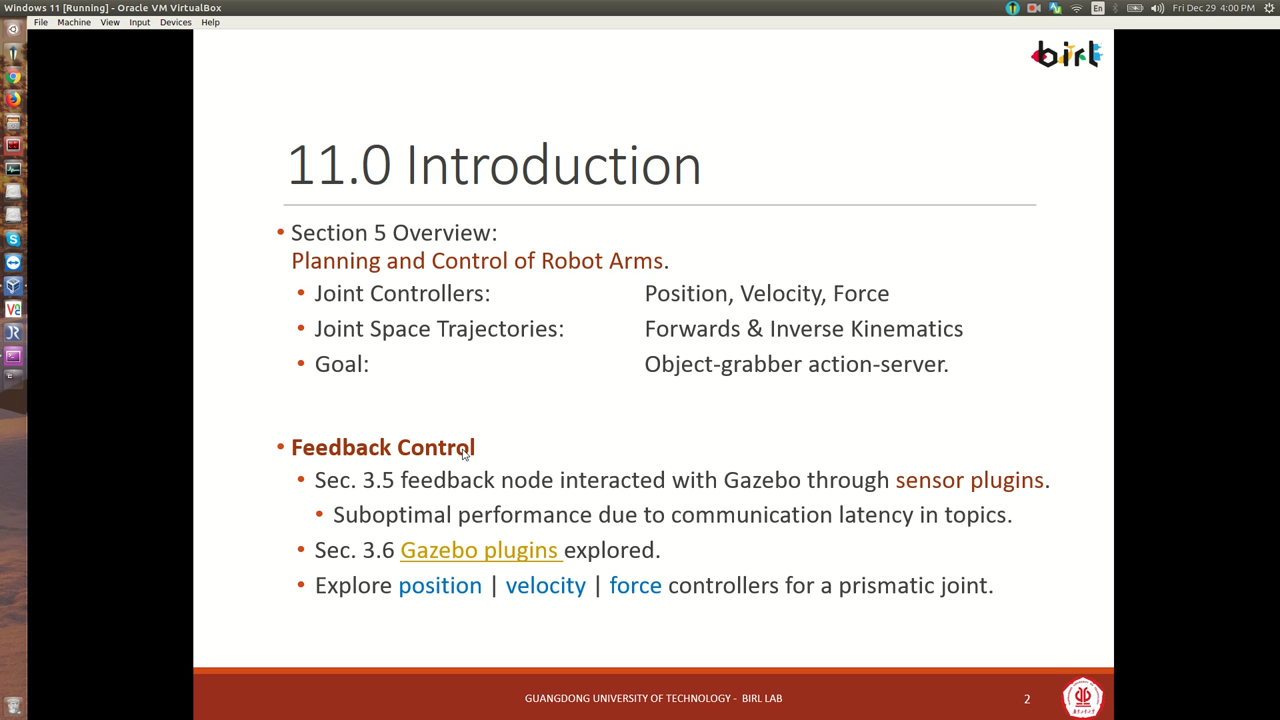 Windows 11 [Running] - Oracle VM VirtualBox
En
Fri Dec 29 4:00 PM
File Machine View Input Devices Help
birl
11.0 Introduction
• Section 5 Overview:
Planning and Control of Robot Arms.
• Joint Controllers: Position, Velocity, Force
• Joint Space Trajectories: Forwards & Inverse Kinematics
• Goal: Object-grabber action-server.
• Feedback Control
• Sec. 3.5 feedback node interacted with Gazebo through sensor plugins.
• Suboptimal performance due to communication latency in topics.
• Sec. 3.6 Gazebo plugins explored.
• Explore position | velocity | force controllers for a prismatic joint.
GUANGDONG UNIVERSITY OF TECHNOLOGY - BIRL LAB
2